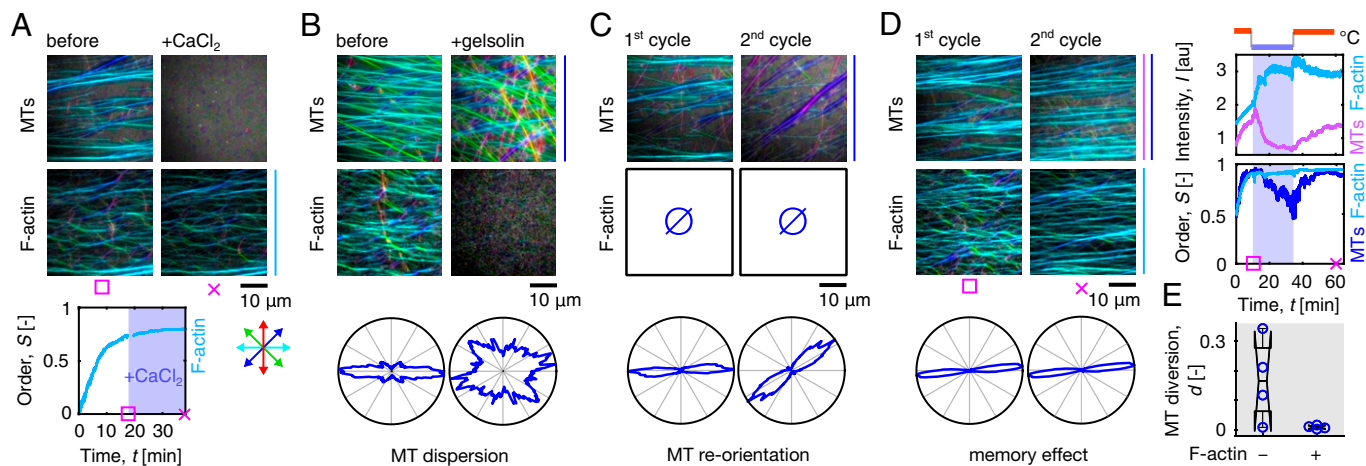 A
before
+CaCl2
MTs
F-actin
10 µm
1
0.5
0
Order, S [-]
F-actin
+CaCl2
0
10
20
30
Time, t [min]
B
before
+gelsolin
MTs
F-actin
10 µm
MT dispersion
C
1st cycle
2nd cycle
MTs
F-actin
10 µm
MT re-orientation
D
1st cycle
2nd cycle
MTs
F-actin
10 µm
memory effect
°C
3
2
1
Intensity, I [au]
MTs F-actin
1
0.5
0
Order, S [-]
MTs F-actin
0
20
40
60
Time, t [min]
E
0.3
0
MT diversion,
d [-]
F-actin − +